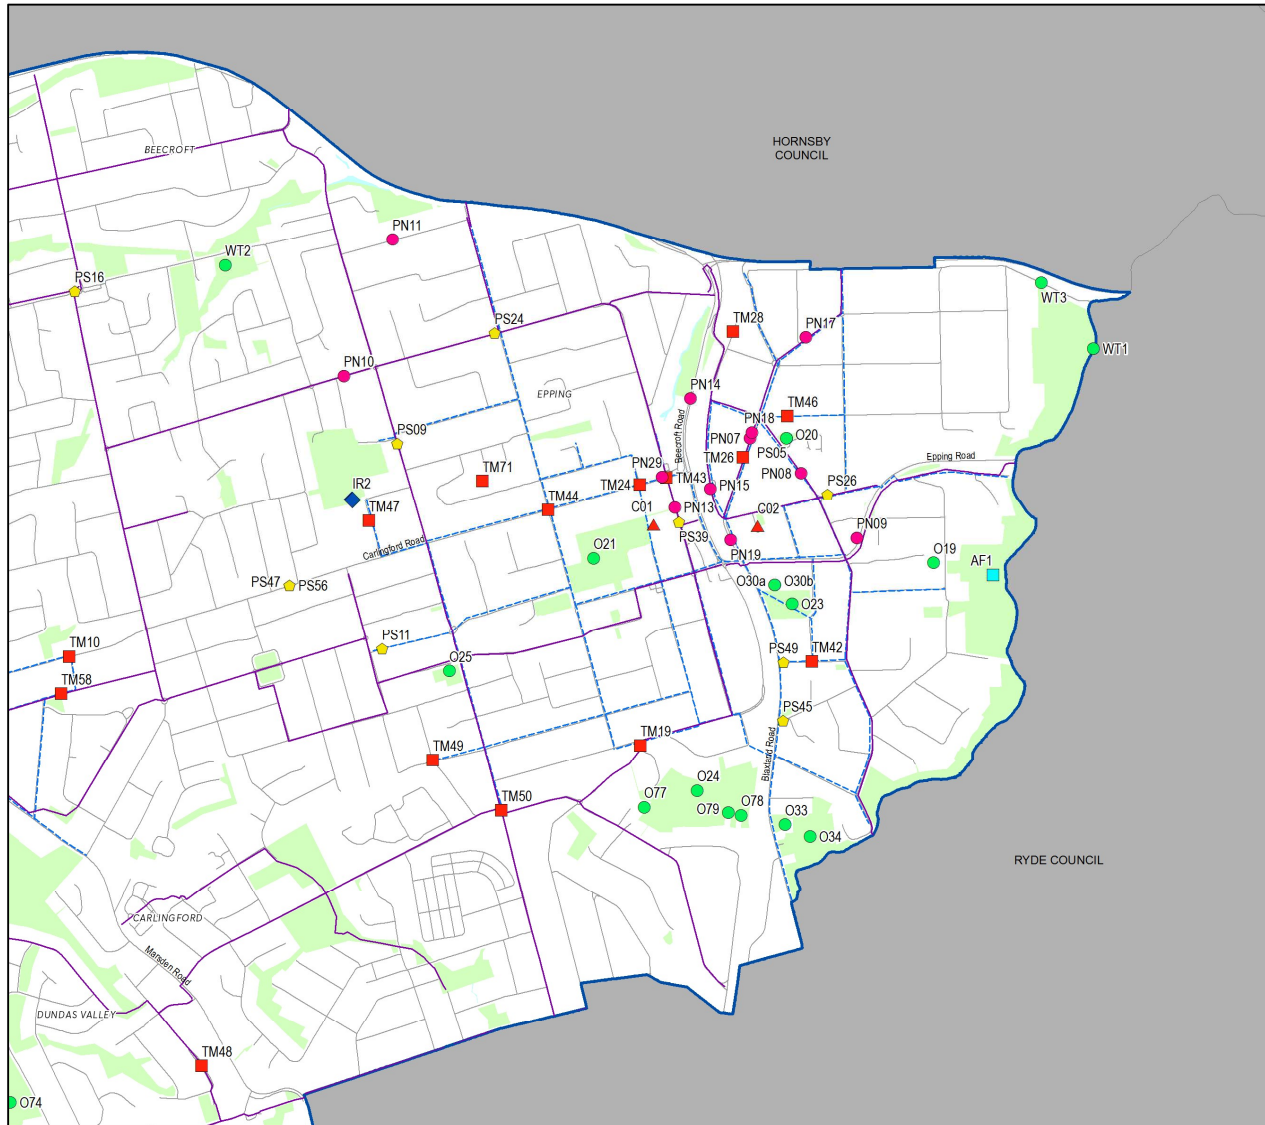 HORNSBY
COUNCIL
BEECROFT
PN11
WT2
PS16
WT3
TM28
PN17
PS24
WT1
PN10
EPPING
PN14
TM46
PN18
PS09
Beecroft Road
PN07
O20
PS05
TM26
Epping Road
PN29
PN08
TM71
TM43
IR2
TM24
PN15
PS26
TM44
C01
PN13
C02
TM47
PS39
PN09
Carlingford Road
PN19
O21
O19
AF1
PS47
PS56
O30a
O30b
O23
TM10
PS11
O25
PS49
TM42
TM58
PS45
TM19
TM49
Blaxland Road
O24
O77
O79
O78
TM50
O33
O34
RYDE COUNCIL
CARLINGFORD
Marsden Road
DUNDAS VALLEY
TM48
O74